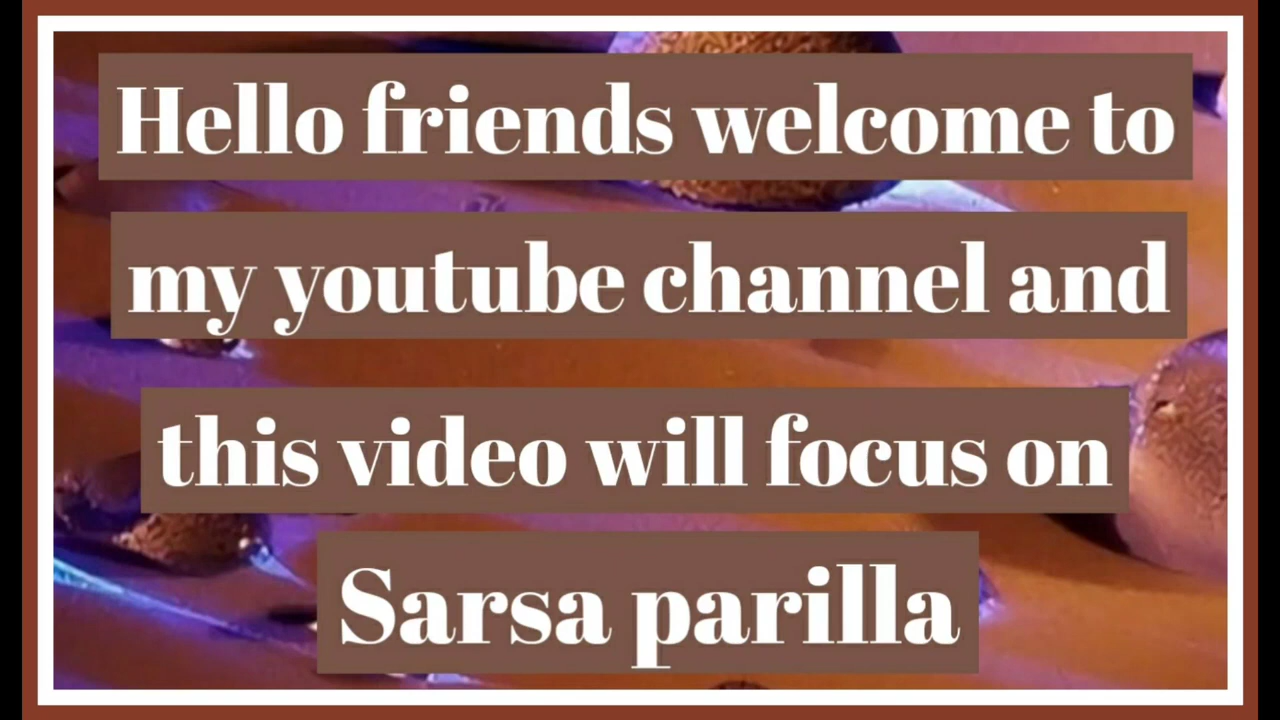 Hello friends welcome to
my youtube channel and
this video will focus on
Sarsa parilla